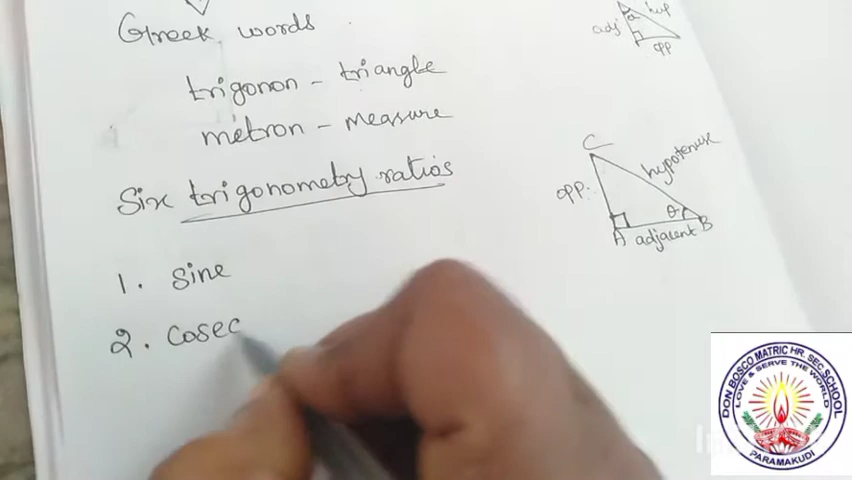 Greek words
trigonon - triangle
metron - measure
Six trigonometry ratios
1. Sine
2. Cosec
adj
hyp
opp
C
opp.
hypotenuse
θ
A
B
adjacent
DON BOSCO MATRIC HR. SEC. SCHOOL
LOVE & SERVE THE WORLD
PARAMAKUDI